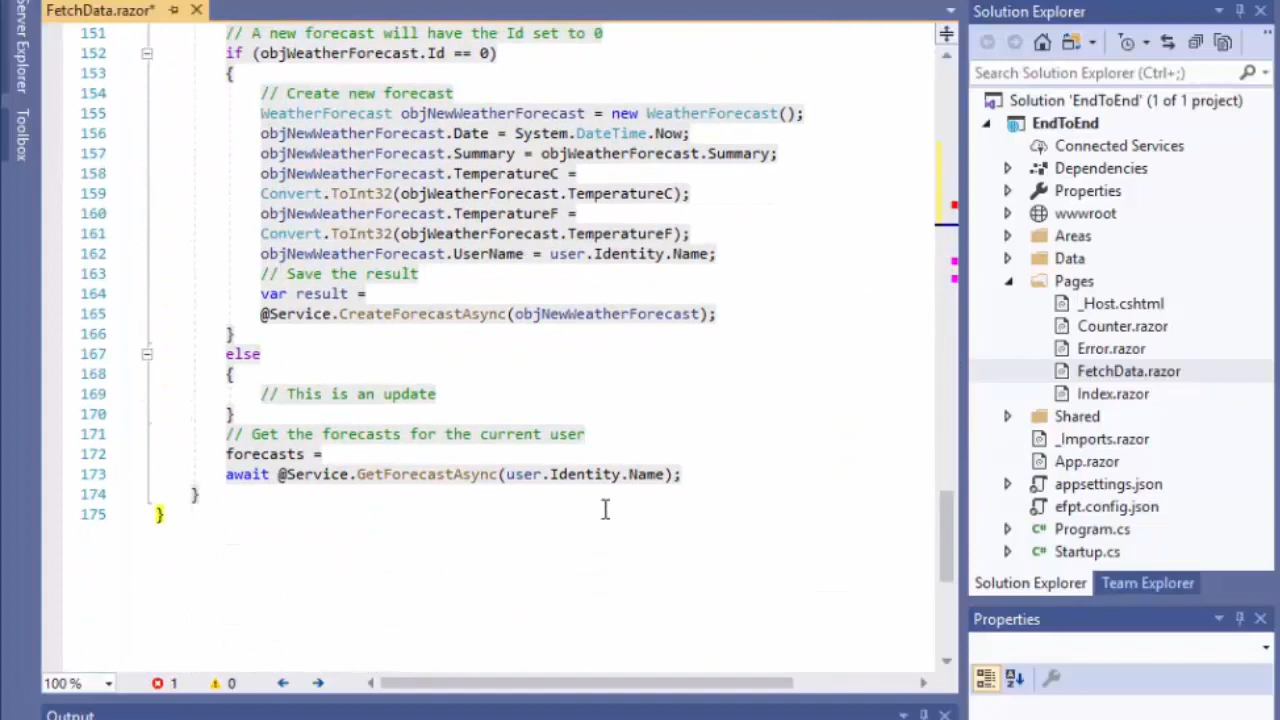 FetchData.razor*
Server Explorer
Toolbox
151 // A new forecast will have the Id set to 0
152 if (objWeatherForecast.Id == 0)
153 {
154 // Create new forecast
155 WeatherForecast objNewWeatherForecast = new WeatherForecast();
156 objNewWeatherForecast.Date = System.DateTime.Now;
157 objNewWeatherForecast.Summary = objWeatherForecast.Summary;
158 objNewWeatherForecast.TemperatureC =
159 Convert.ToInt32(objWeatherForecast.TemperatureC);
160 objNewWeatherForecast.TemperatureF =
161 Convert.ToInt32(objWeatherForecast.TemperatureF);
162 objNewWeatherForecast.UserName = user.Identity.Name;
163 // Save the result
164 var result =
165 @Service.CreateForecastAsync(objNewWeatherForecast);
166 }
167 else
168 {
169 // This is an update
170 }
171 // Get the forecasts for the current user
172 forecasts =
173 await @Service.GetForecastAsync(user.Identity.Name);
174 }
175 }
100 %
1
0
Output
Solution Explorer
Search Solution Explorer (Ctrl+;)
Solution 'EndToEnd' (1 of 1 project)
EndToEnd
Connected Services
Dependencies
Properties
wwwroot
Areas
Data
Pages
_Host.cshtml
Counter.razor
Error.razor
FetchData.razor
Index.razor
Shared
_Imports.razor
App.razor
appsettings.json
efpt.config.json
C# Program.cs
C# Startup.cs
Solution Explorer Team Explorer
Properties